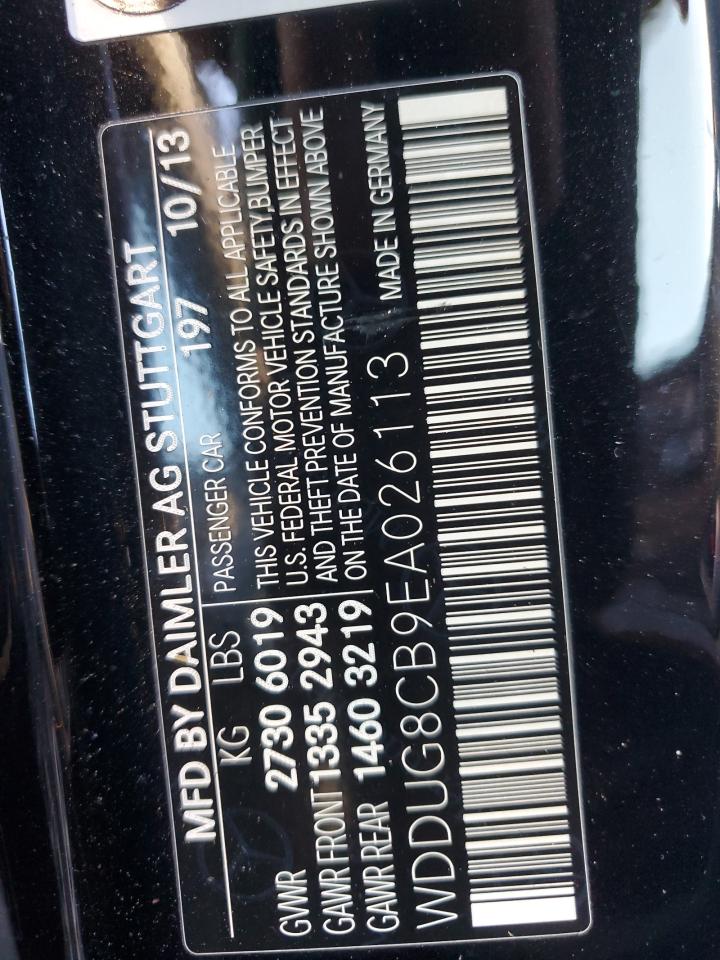 MFD BY DAIMLER AG STUTTGART
KG LBS 197 10/13
PASSENGER CAR
GVWR 2730 6019 THIS VEHICLE CONFORMS TO ALL APPLICABLE
GAWR FRONT 1335 2943 U.S. FEDERAL MOTOR VEHICLE SAFETY,BUMPER
GAWR REAR 1460 3219 AND THEFT PREVENTION STANDARDS IN EFFECT
ON THE DATE OF MANUFACTURE SHOWN ABOVE
WDDUG8CB9EA026113 MADE IN GERMANY